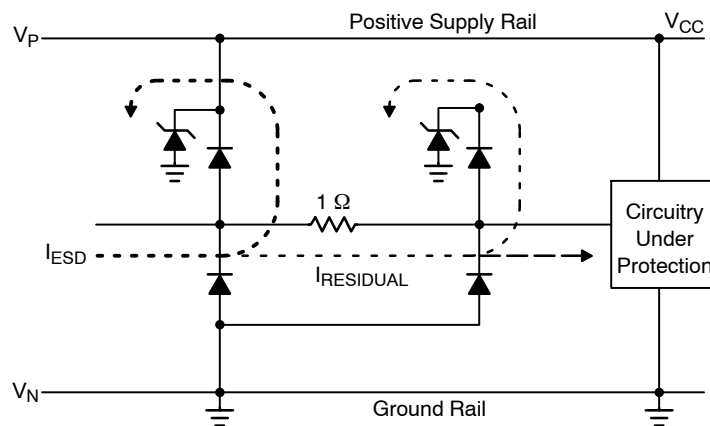 Positive Supply Rail
V_P
V_CC
1 Ω
I_ESD
I_RESIDUAL
Circuitry
Under
Protection
V_N
Ground Rail